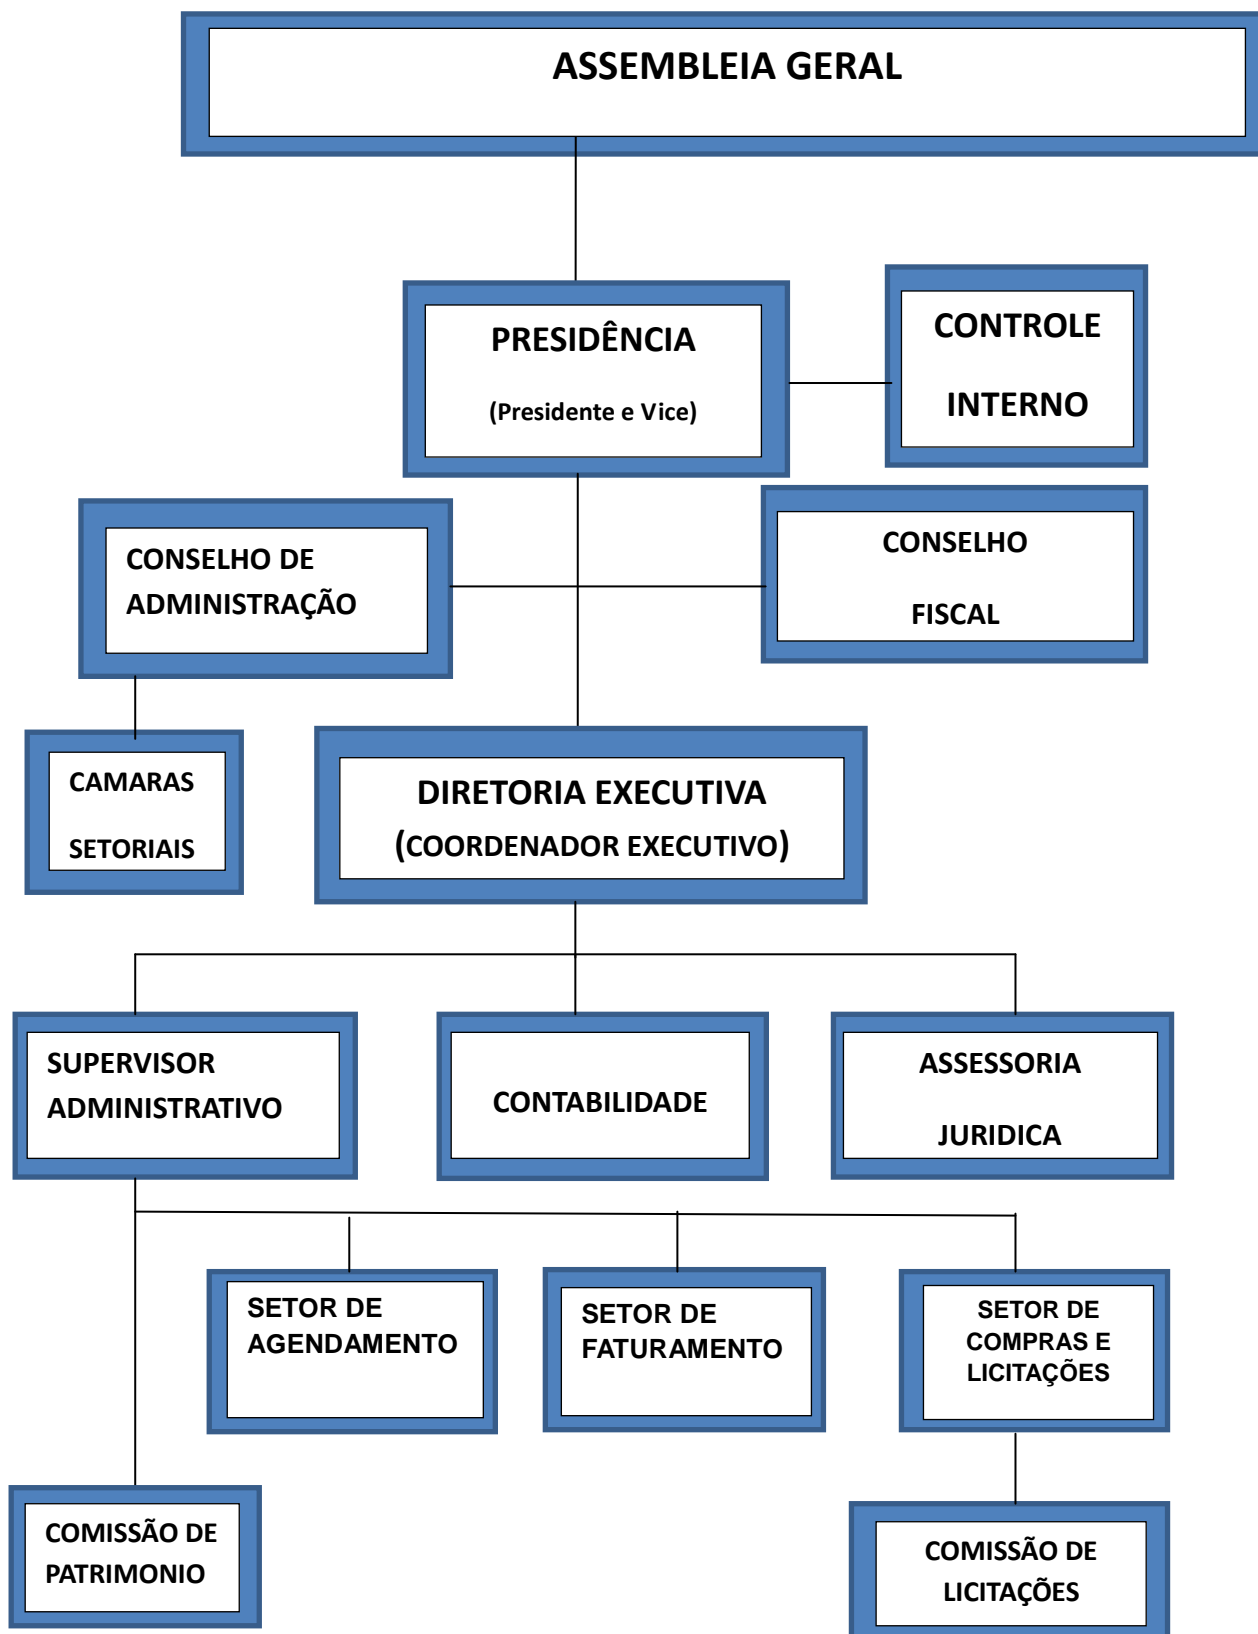 ASSEMBLEIA GERAL
PRESIDÊNCIA
(Presidente e Vice)
CONTROLE
INTERNO
CONSELHO DE
ADMINISTRAÇÃO
CONSELHO
FISCAL
CAMARAS
SETORIAIS
DIRETORIA EXECUTIVA
(COORDENADOR EXECUTIVO)
SUPERVISOR
ADMINISTRATIVO
CONTABILIDADE
ASSESSORIA
JURIDICA
SETOR DE
AGENDAMENTO
SETOR DE
FATURAMENTO
SETOR DE
COMPRAS E
LICITAÇÕES
COMISSÃO DE
PATRIMONIO
COMISSÃO DE
LICITAÇÕES